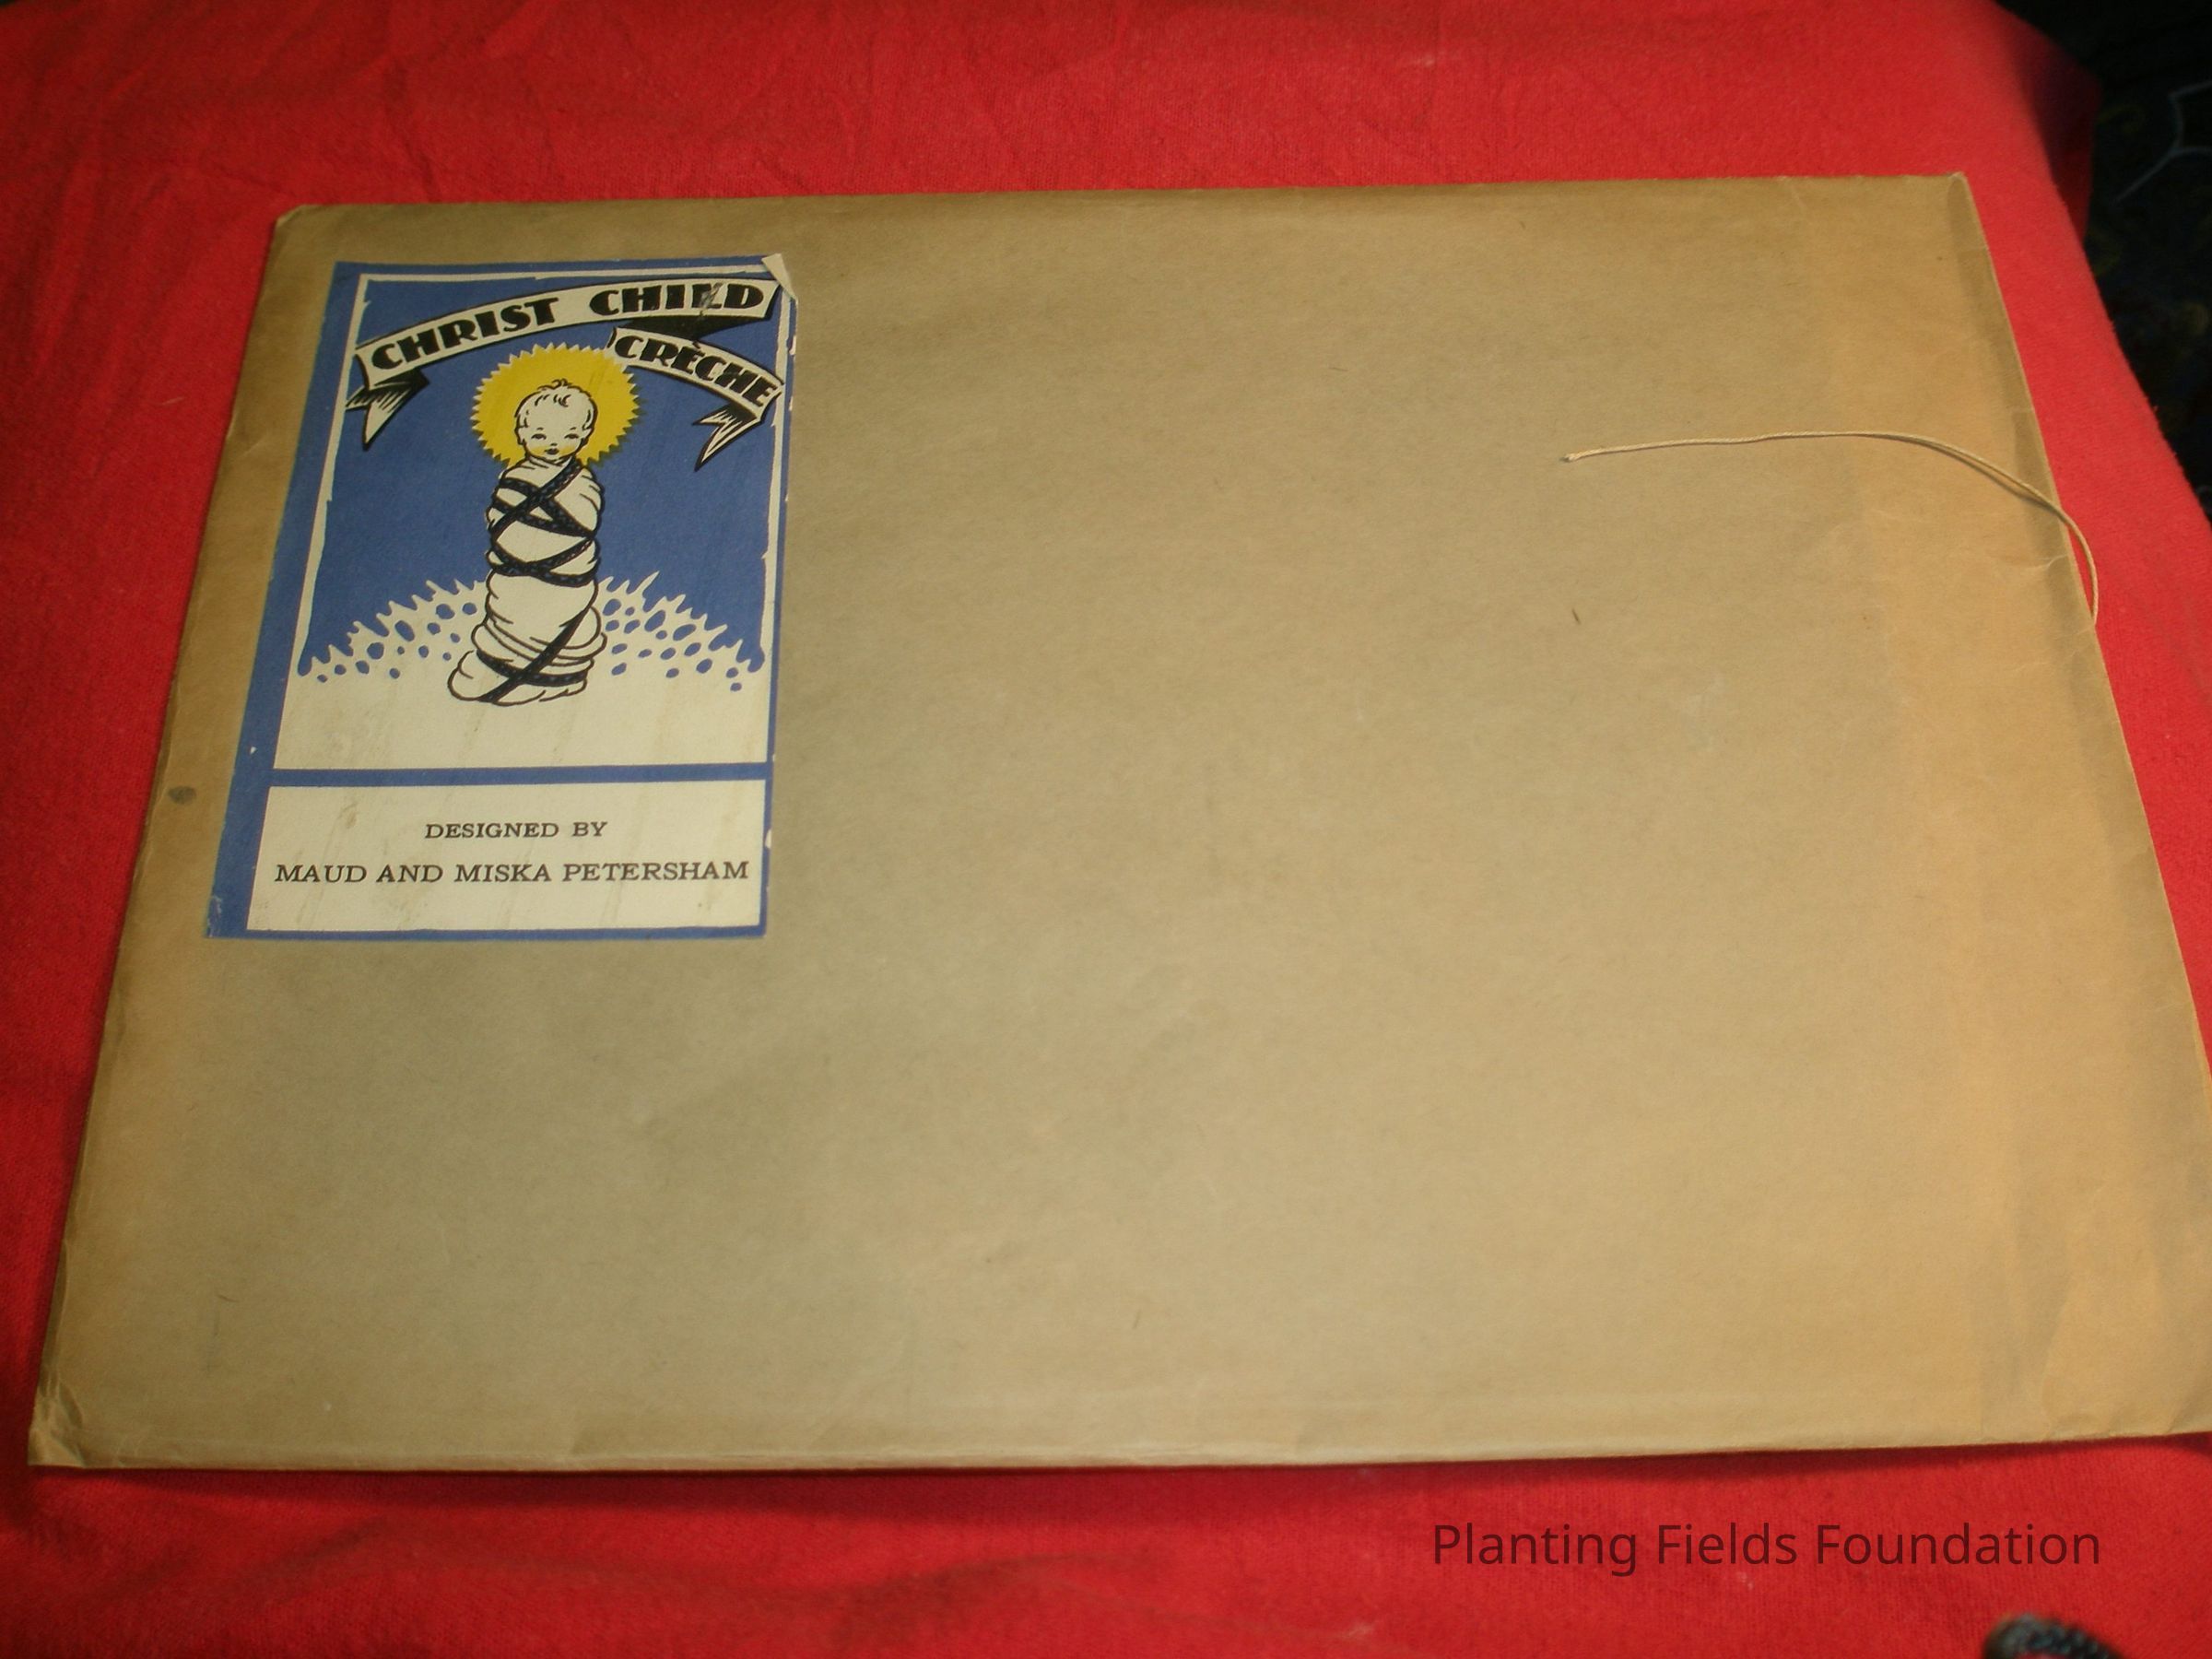 CHRIST CHILD
CRÈCHE
DESIGNED BY
MAUD AND MISKA PETERSHAM
Planting Fields Foundation